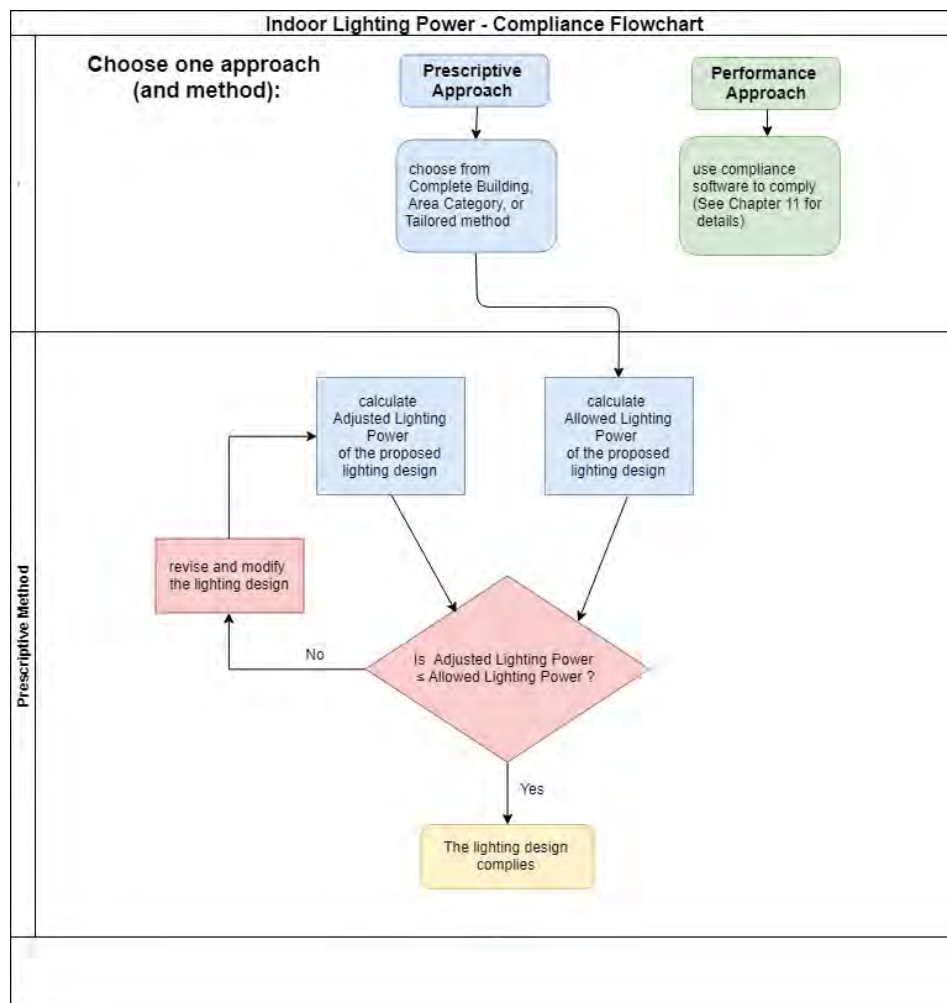 Indoor Lighting Power - Compliance Flowchart
Choose one approach
(and method):
Prescriptive
Approach
Performance
Approach
choose from
Complete Building,
Area Category, or
Tailored method
use compliance
software to comply
(See Chapter 11 for
details)
Prescriptive Method
calculate
Adjusted Lighting
Power
of the proposed
lighting design
calculate
Allowed Lighting
Power
of the proposed
lighting design
revise and modify
the lighting design
No
Is Adjusted Lighting Power
≤ Allowed Lighting Power ?
Yes
The lighting design
complies